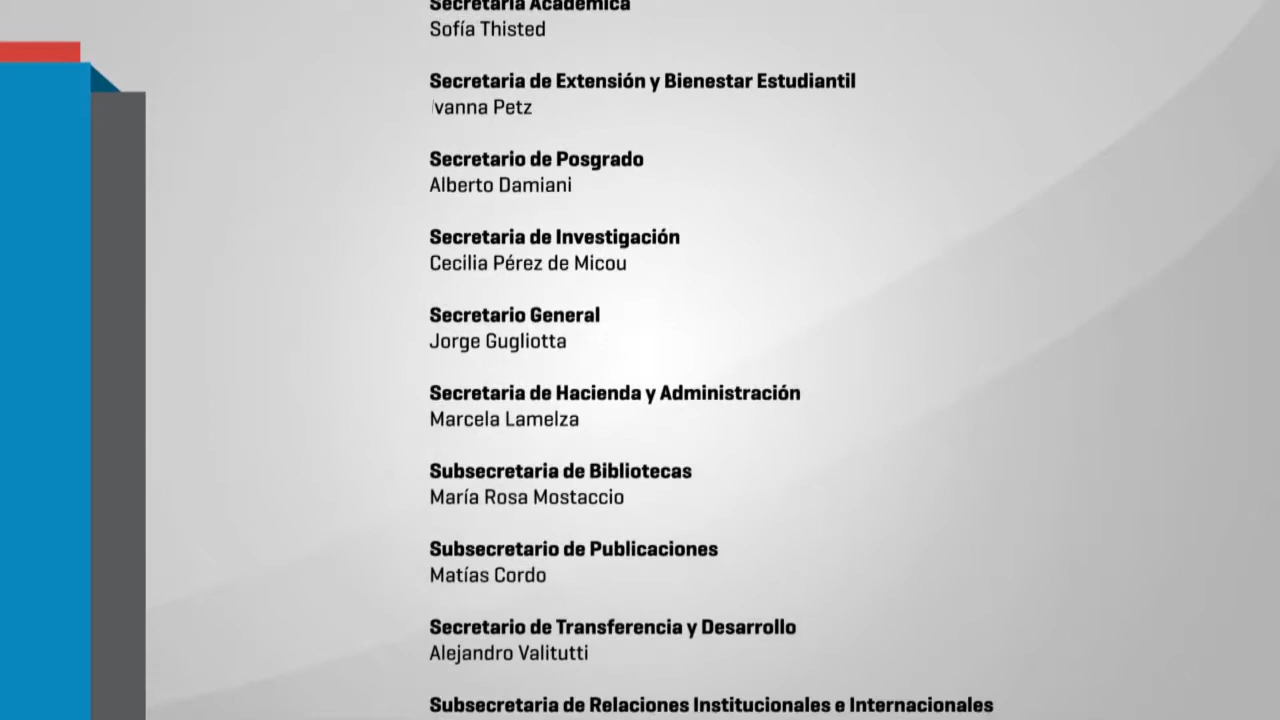 Secretaria Académica
Sofía Thisted
Secretaria de Extensión y Bienestar Estudiantil
Ivanna Petz
Secretario de Posgrado
Alberto Damiani
Secretaria de Investigación
Cecilia Pérez de Micou
Secretario General
Jorge Gugliotta
Secretaria de Hacienda y Administración
Marcela Lamelza
Subsecretaria de Bibliotecas
María Rosa Mostaccio
Subsecretario de Publicaciones
Matías Cordo
Secretario de Transferencia y Desarrollo
Alejandro Valitutti
Subsecretaria de Relaciones Institucionales e Internacionales